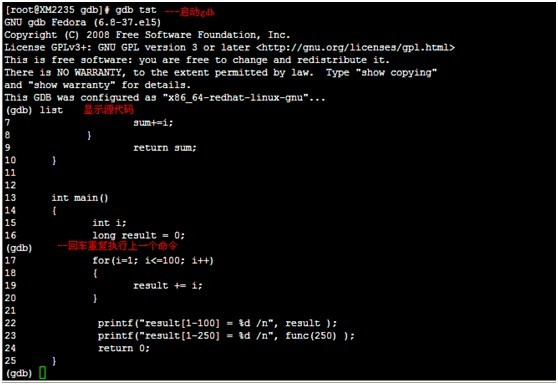 [root@XM2235 gdb]# gdb tst ---启动gdb
GNU gdb Fedora (6.8-37.el5)
Copyright (C) 2008 Free Software Foundation, Inc.
License GPLv3+: GNU GPL version 3 or later <http://gnu.org/licenses/gpl.html>
This is free software: you are free to change and redistribute it.
There is NO WARRANTY, to the extent permitted by law.  Type "show copying"
and "show warranty" for details.
This GDB was configured as "x86_64-redhat-linux-gnu"...
(gdb) list 显示源代码
7 sum+=i;
8 }
9 return sum;
10 }
11
12
13 int main()
14 {
15 int i;
16 long result = 0;
(gdb) --回车重复执行上一个命令
17 for(i=1; i<=100; i++)
18 {
19 result += i;
20 }
21
22 printf("result[1-100] = %d /n", result );
23 printf("result[1-250] = %d /n", func(250) );
24 return 0;
25 }
(gdb)